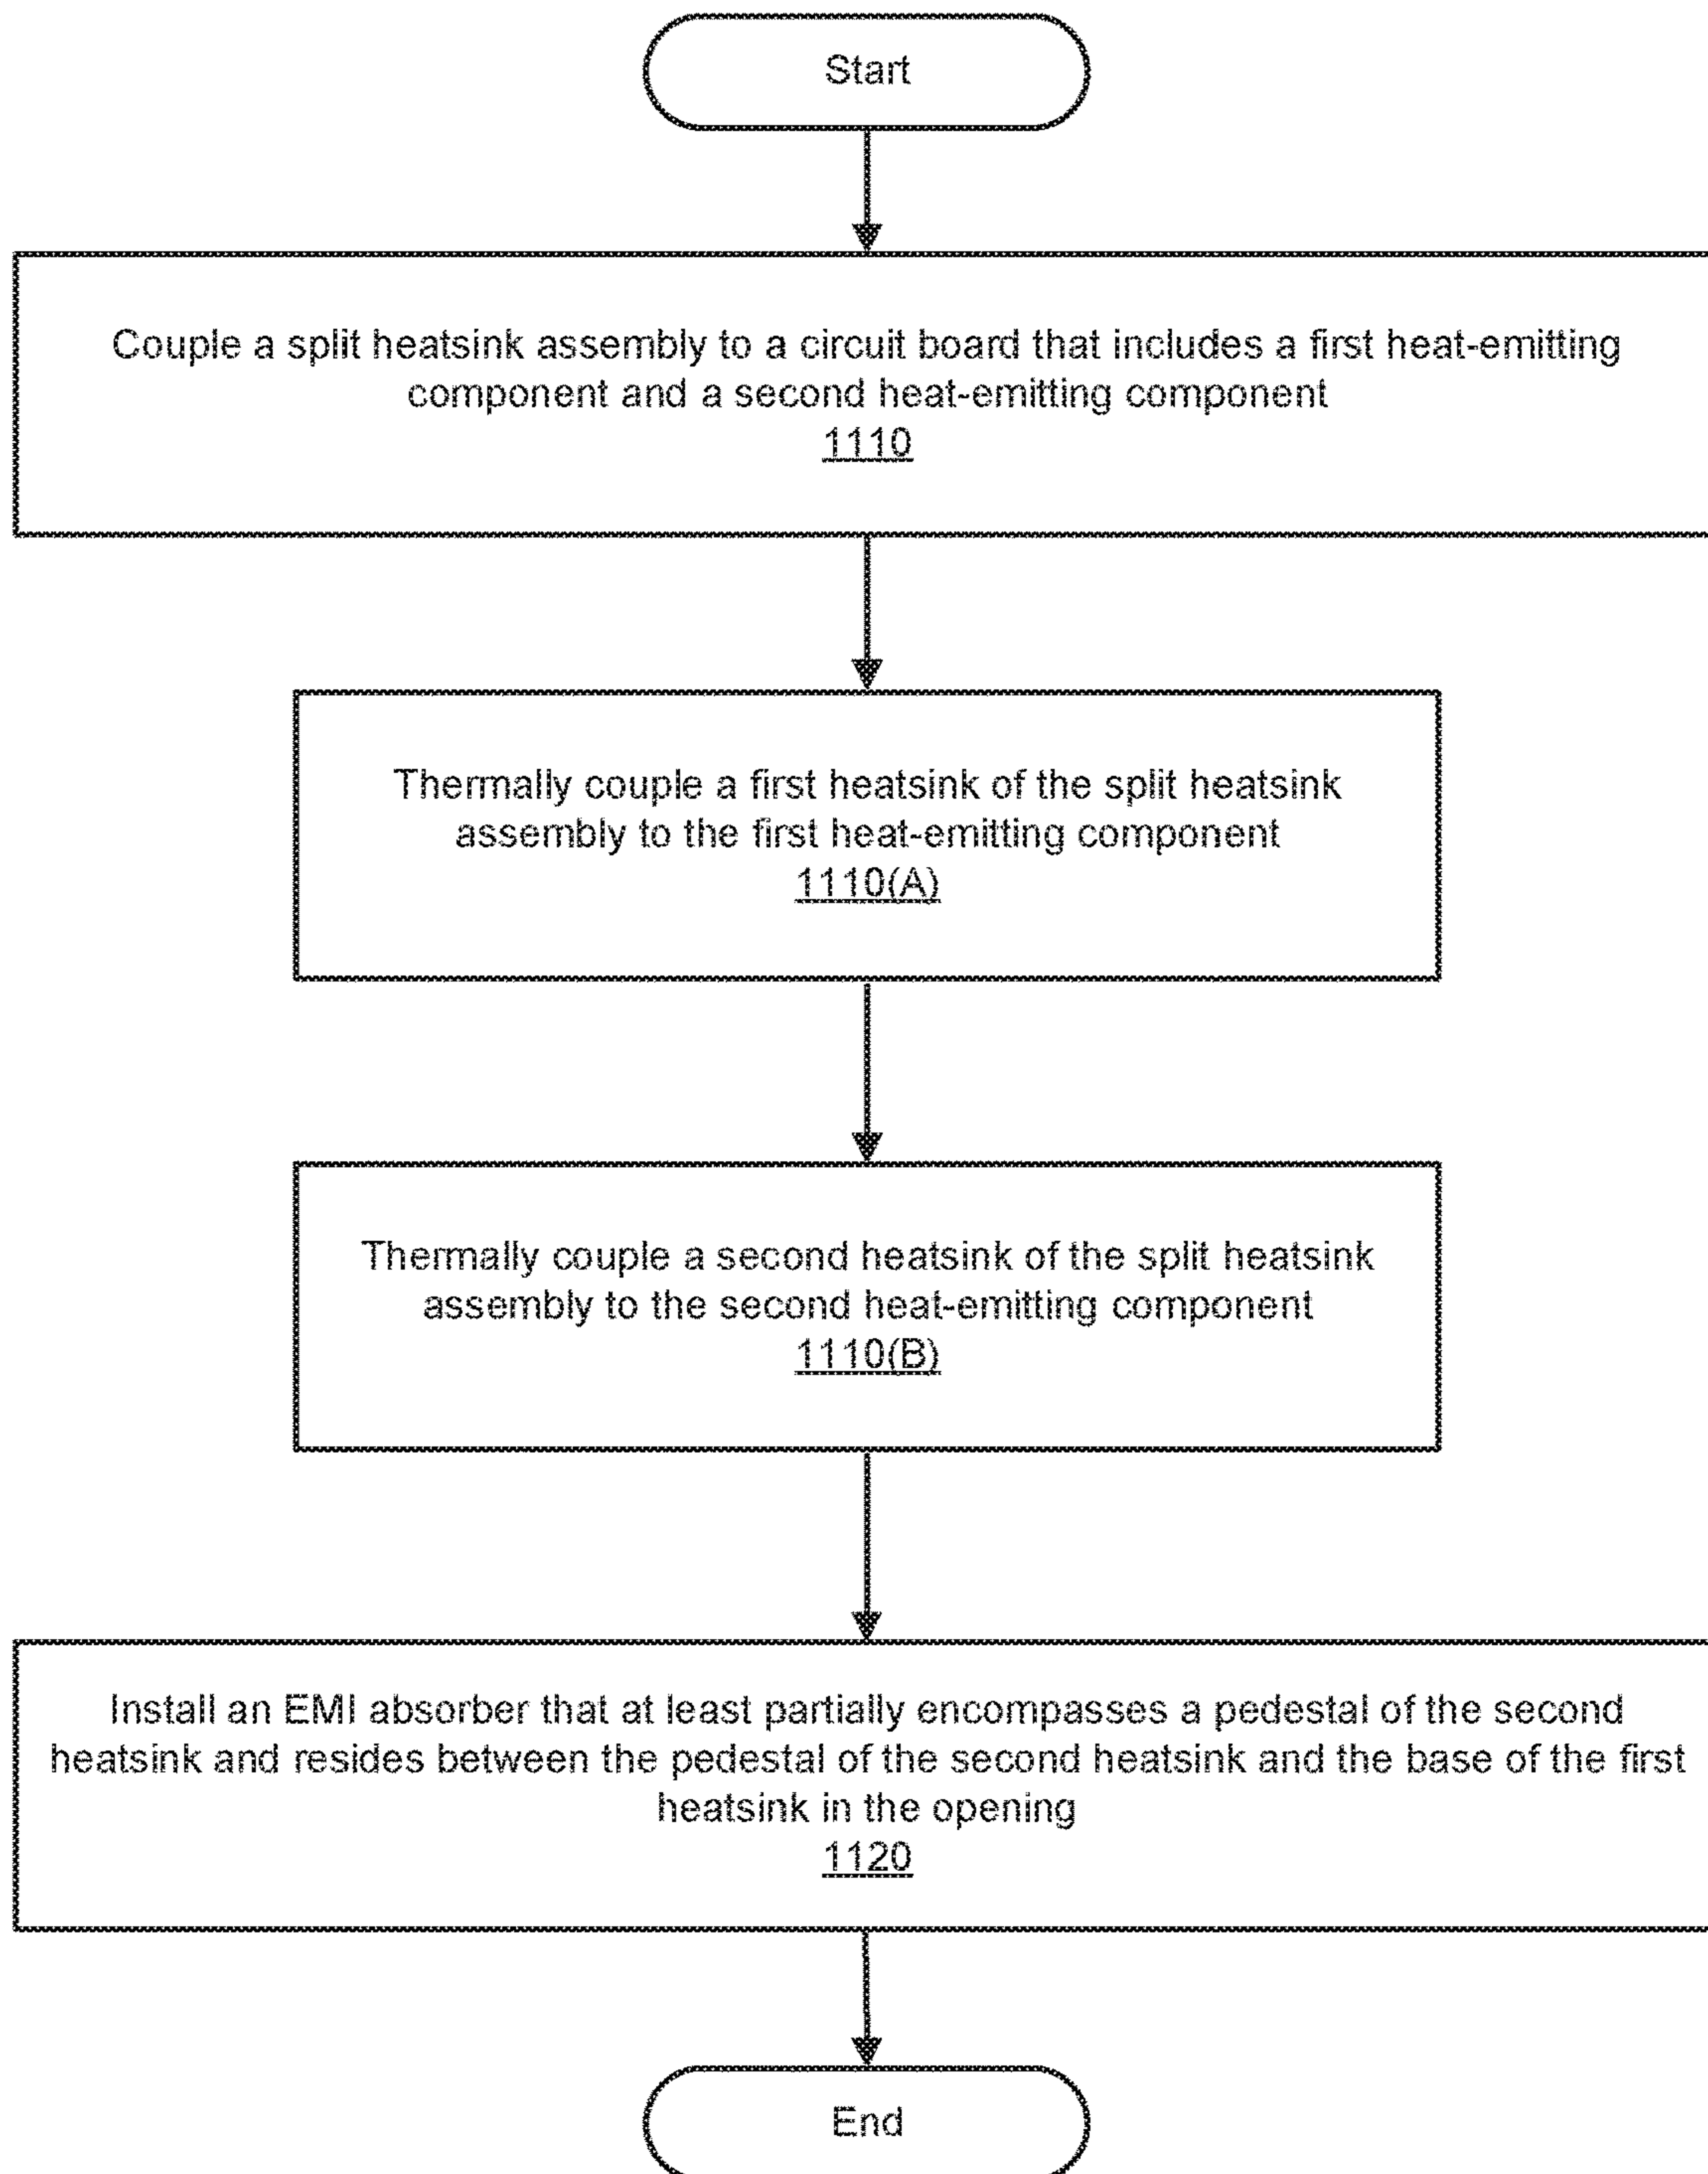 Start
Couple a split heatsink assembly to a circuit board that includes a first heat-emitting
component and a second heat-emitting component
1110
Thermally couple a first heatsink of the split heatsink
assembly to the first heat-emitting component
1110(A)
Thermally couple a second heatsink of the split heatsink
assembly to the second heat-emitting component
1110(B)
Install an EMI absorber that at least partially encompasses a pedestal of the second
heatsink and resides between the pedestal of the second heatsink and the base of the first
heatsink in the opening
1120
End